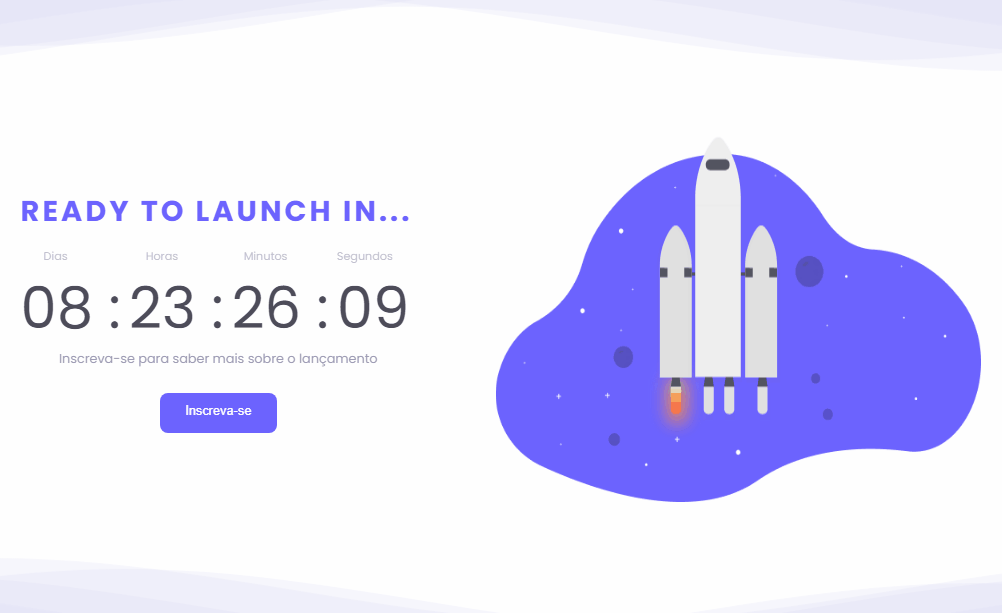 READY TO LAUNCH IN...
Dias Horas Minutos Segundos
08 : 23 : 26 : 09
Inscreva-se para saber mais sobre o lançamento
Inscreva-se